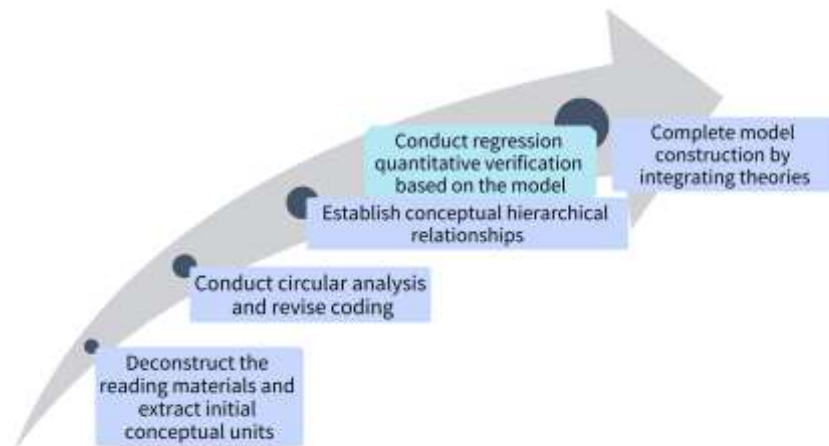 Conduct regression
quantitative verification
based on the model
Complete model
construction by
integrating theories
Establish conceptual hierarchical
relationships
Conduct circular analysis
and revise coding
Deconstruct the
reading materials and
extract initial
conceptual units